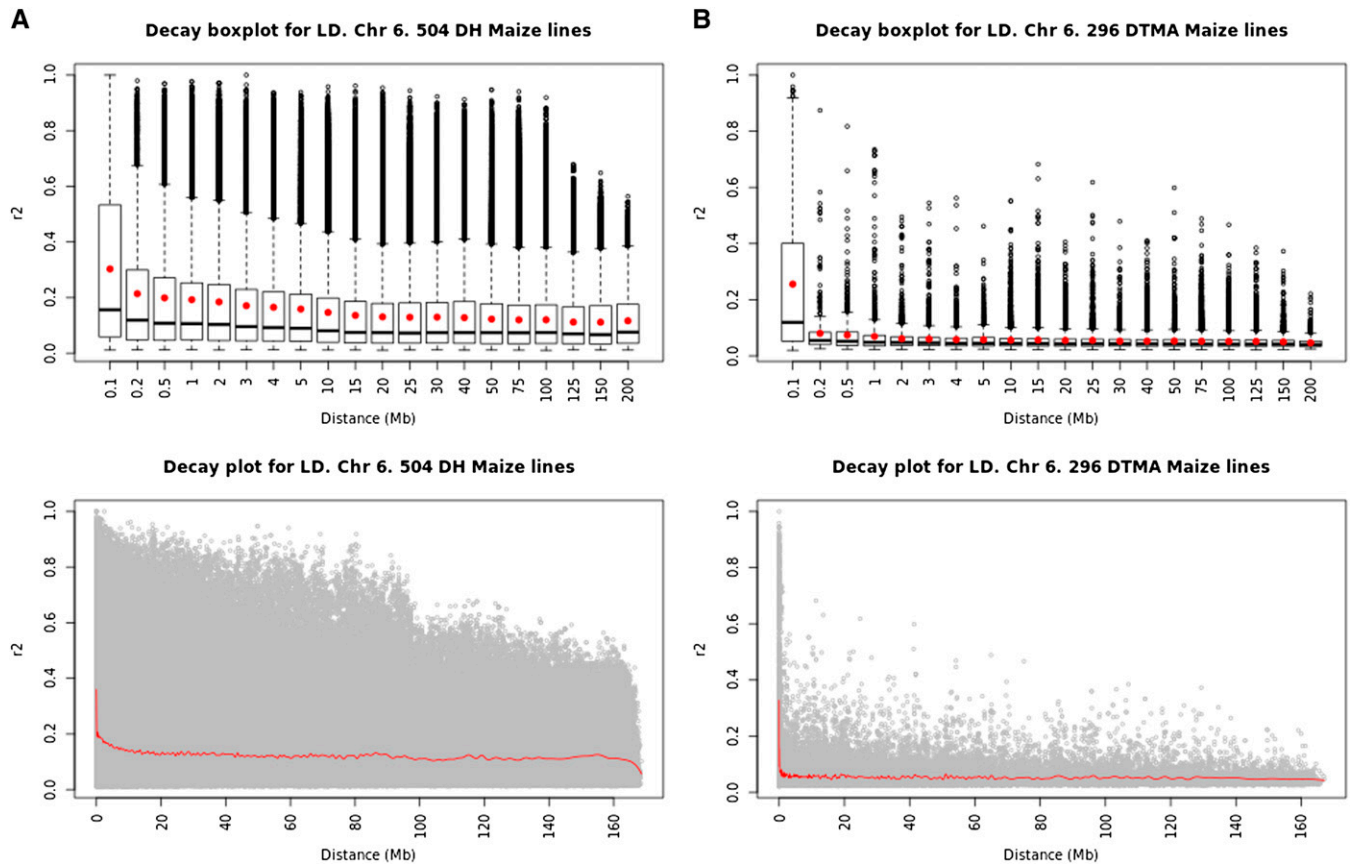 A
Decay boxplot for LD. Chr 6. 504 DH Maize lines
r2
0.0 0.2 0.4 0.6 0.8 1.0
0.1 0.2 0.5 1 2 3 4 5 10 15 20 25 30 40 50 75 100 125 150 200
Distance (Mb)
B
Decay boxplot for LD. Chr 6. 296 DTMA Maize lines
r2
0.0 0.2 0.4 0.6 0.8 1.0
0.1 0.2 0.5 1 2 3 4 5 10 15 20 25 30 40 50 75 100 125 150 200
Distance (Mb)
Decay plot for LD. Chr 6. 504 DH Maize lines
r2
0.0 0.2 0.4 0.6 0.8 1.0
0 20 40 60 80 100 120 140 160
Distance (Mb)
Decay plot for LD. Chr 6. 296 DTMA Maize lines
r2
0.0 0.2 0.4 0.6 0.8 1.0
0 20 40 60 80 100 120 140 160
Distance (Mb)